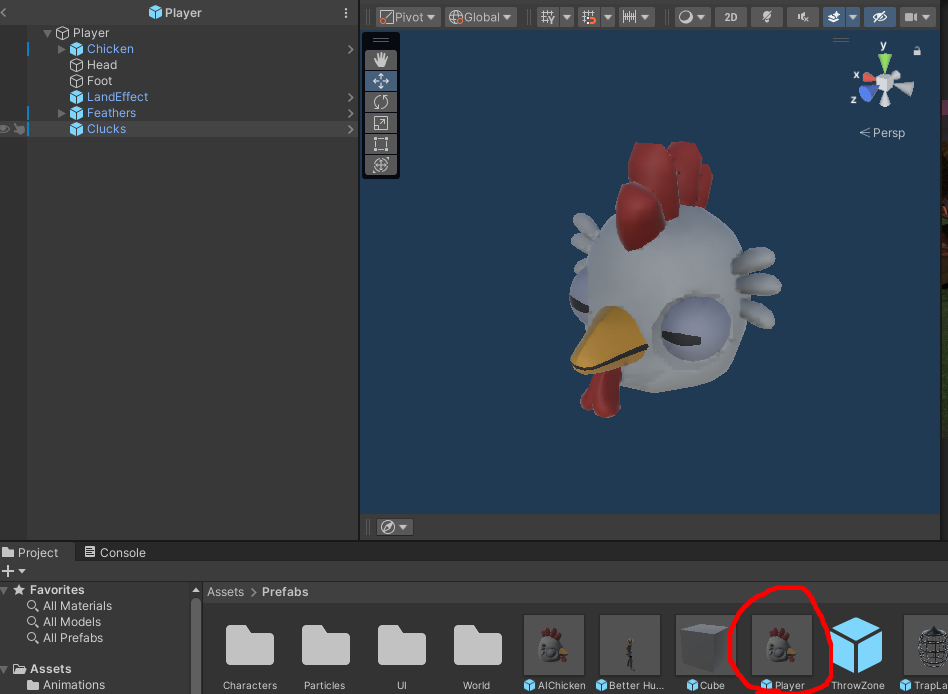 Player
Pivot Global 2D
Player
Chicken
Head
Foot
LandEffect
Feathers
Clucks
y
x
z
Persp
Project Console
Favorites
All Materials
All Models
All Prefabs
Assets
Animations
Assets > Prefabs
Characters Particles UI World AIChicken Better Hu... Cube Player ThrowZone TrapLa